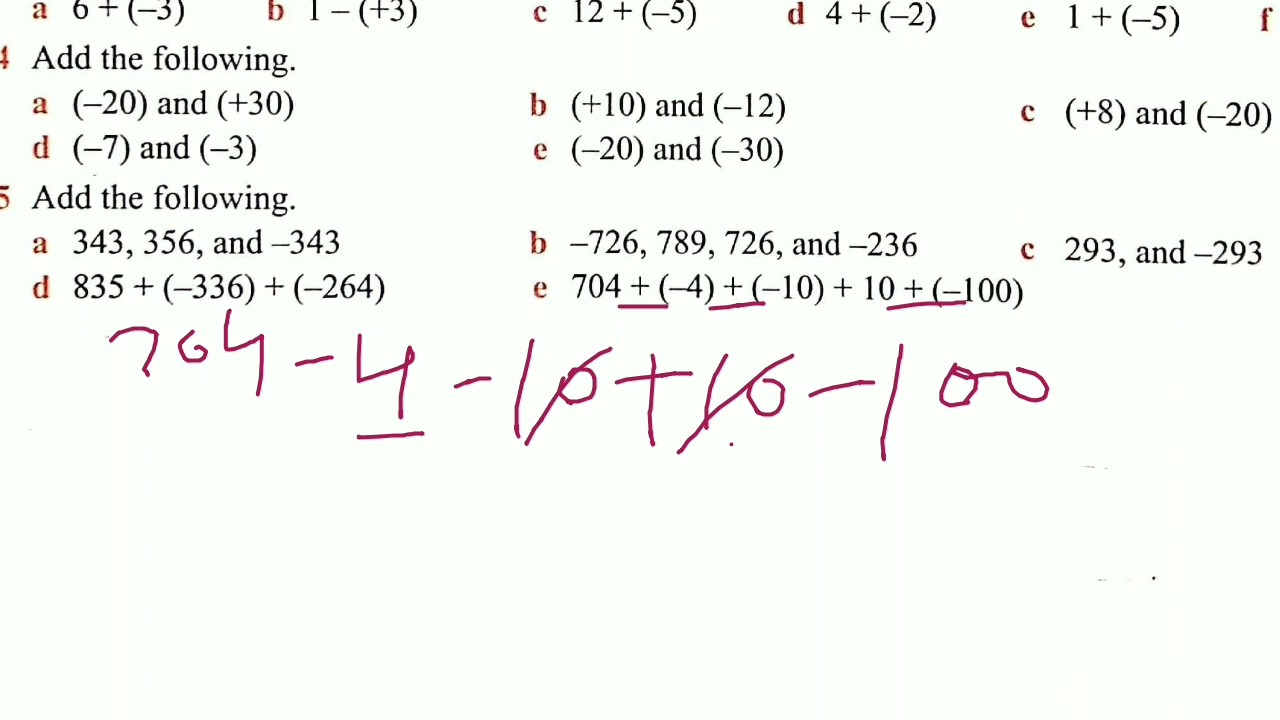 a 6 + (–3) b 1 – (+3) c 12 + (–5) d 4 + (–2) e 1 + (–5) f
4 Add the following.
a (–20) and (+30) b (+10) and (–12) c (+8) and (–20)
d (–7) and (–3) e (–20) and (–30)
5 Add the following.
a 343, 356, and –343 b –726, 789, 726, and –236 c 293, and –293
d 835 + (–336) + (–264) e 704 + (–4) + (–10) + 10 + (–100)
704 – 4 – 10 + 10 – 100